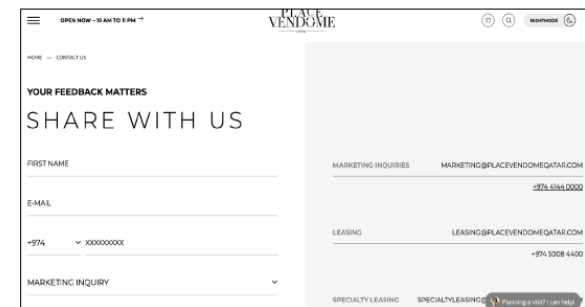 OPEN NOW – 10 AM TO 11 PM →
PLACE
VENDOME
NIGHTMODE
HOME — CONTACT US
YOUR FEEDBACK MATTERS
SHARE WITH US
FIRST NAME
E-MAIL
+974 XXXXXXXXX
MARKETING INQUIRY
MARKETING INQUIRIES MARKETING@PLACEVENDOMEQATAR.COM
+974 4144 0000
LEASING LEASING@PLACEVENDOMEQATAR.COM
+974 5008 4400
SPECIALTY LEASING SPECIALTYLEASING@
Planning a visit? I can help!